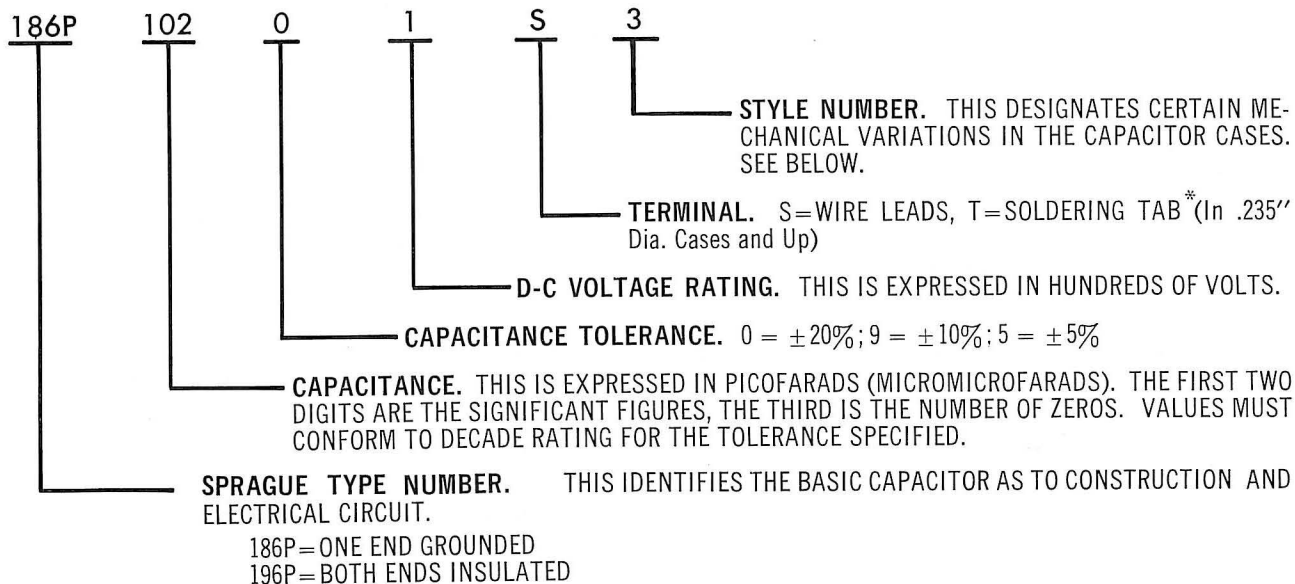 186P 102 0 1 S 3
STYLE NUMBER. THIS DESIGNATES CERTAIN ME-
CHANICAL VARIATIONS IN THE CAPACITOR CASES.
SEE BELOW.
TERMINAL. S=WIRE LEADS, T=SOLDERING TAB*(In .235″
Dia. Cases and Up)
D-C VOLTAGE RATING. THIS IS EXPRESSED IN HUNDREDS OF VOLTS.
CAPACITANCE TOLERANCE. 0 = ±20%; 9 = ±10%; 5 = ±5%
CAPACITANCE. THIS IS EXPRESSED IN PICOFARADS (MICROMICROFARADS). THE FIRST TWO
DIGITS ARE THE SIGNIFICANT FIGURES, THE THIRD IS THE NUMBER OF ZEROS. VALUES MUST
CONFORM TO DECADE RATING FOR THE TOLERANCE SPECIFIED.
SPRAGUE TYPE NUMBER. THIS IDENTIFIES THE BASIC CAPACITOR AS TO CONSTRUCTION AND
ELECTRICAL CIRCUIT.
186P=ONE END GROUNDED
196P=BOTH ENDS INSULATED